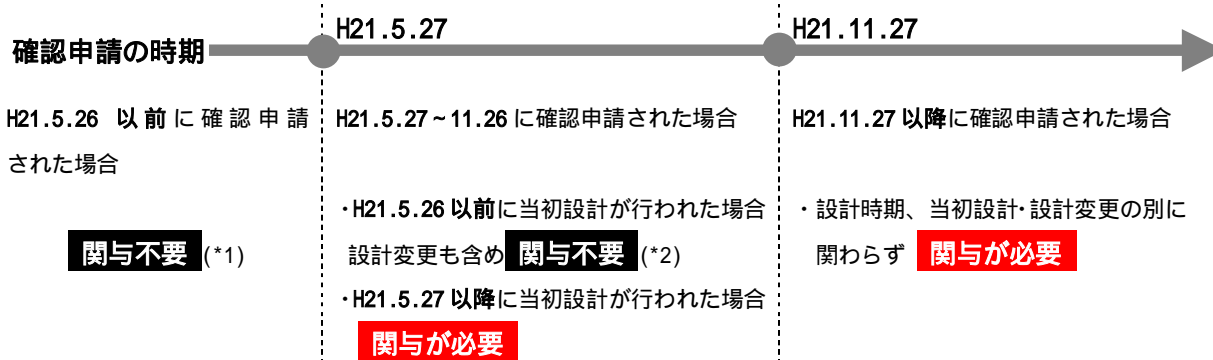 確認申請の時期
H21.5.27
H21.11.27
H21.5.26 以前に確認申請
された場合
関与不要 (*1)
H21.5.27~11.26 に確認申請された場合
・H21.5.26 以前に当初設計が行われた場合
設計変更も含め 関与不要 (*2)
・H21.5.27 以降に当初設計が行われた場合
関与が必要
H21.11.27 以降に確認申請された場合
・設計時期、当初設計・設計変更の別に
関わらず 関与が必要